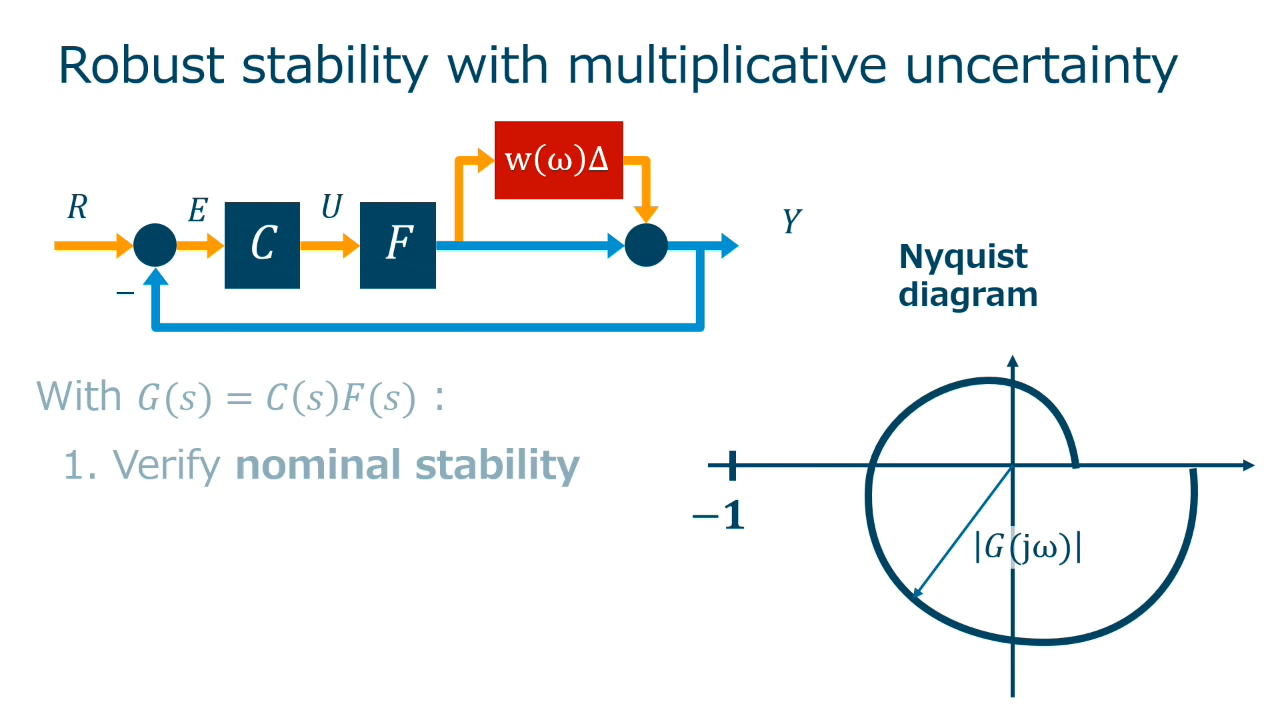 Robust stability with multiplicative uncertainty
w(ω)Δ
R
E
U
Y
C
F
−
Nyquist
diagram
With G(s) = C(s)F(s) :
1. Verify nominal stability
−1
|G(jω)|